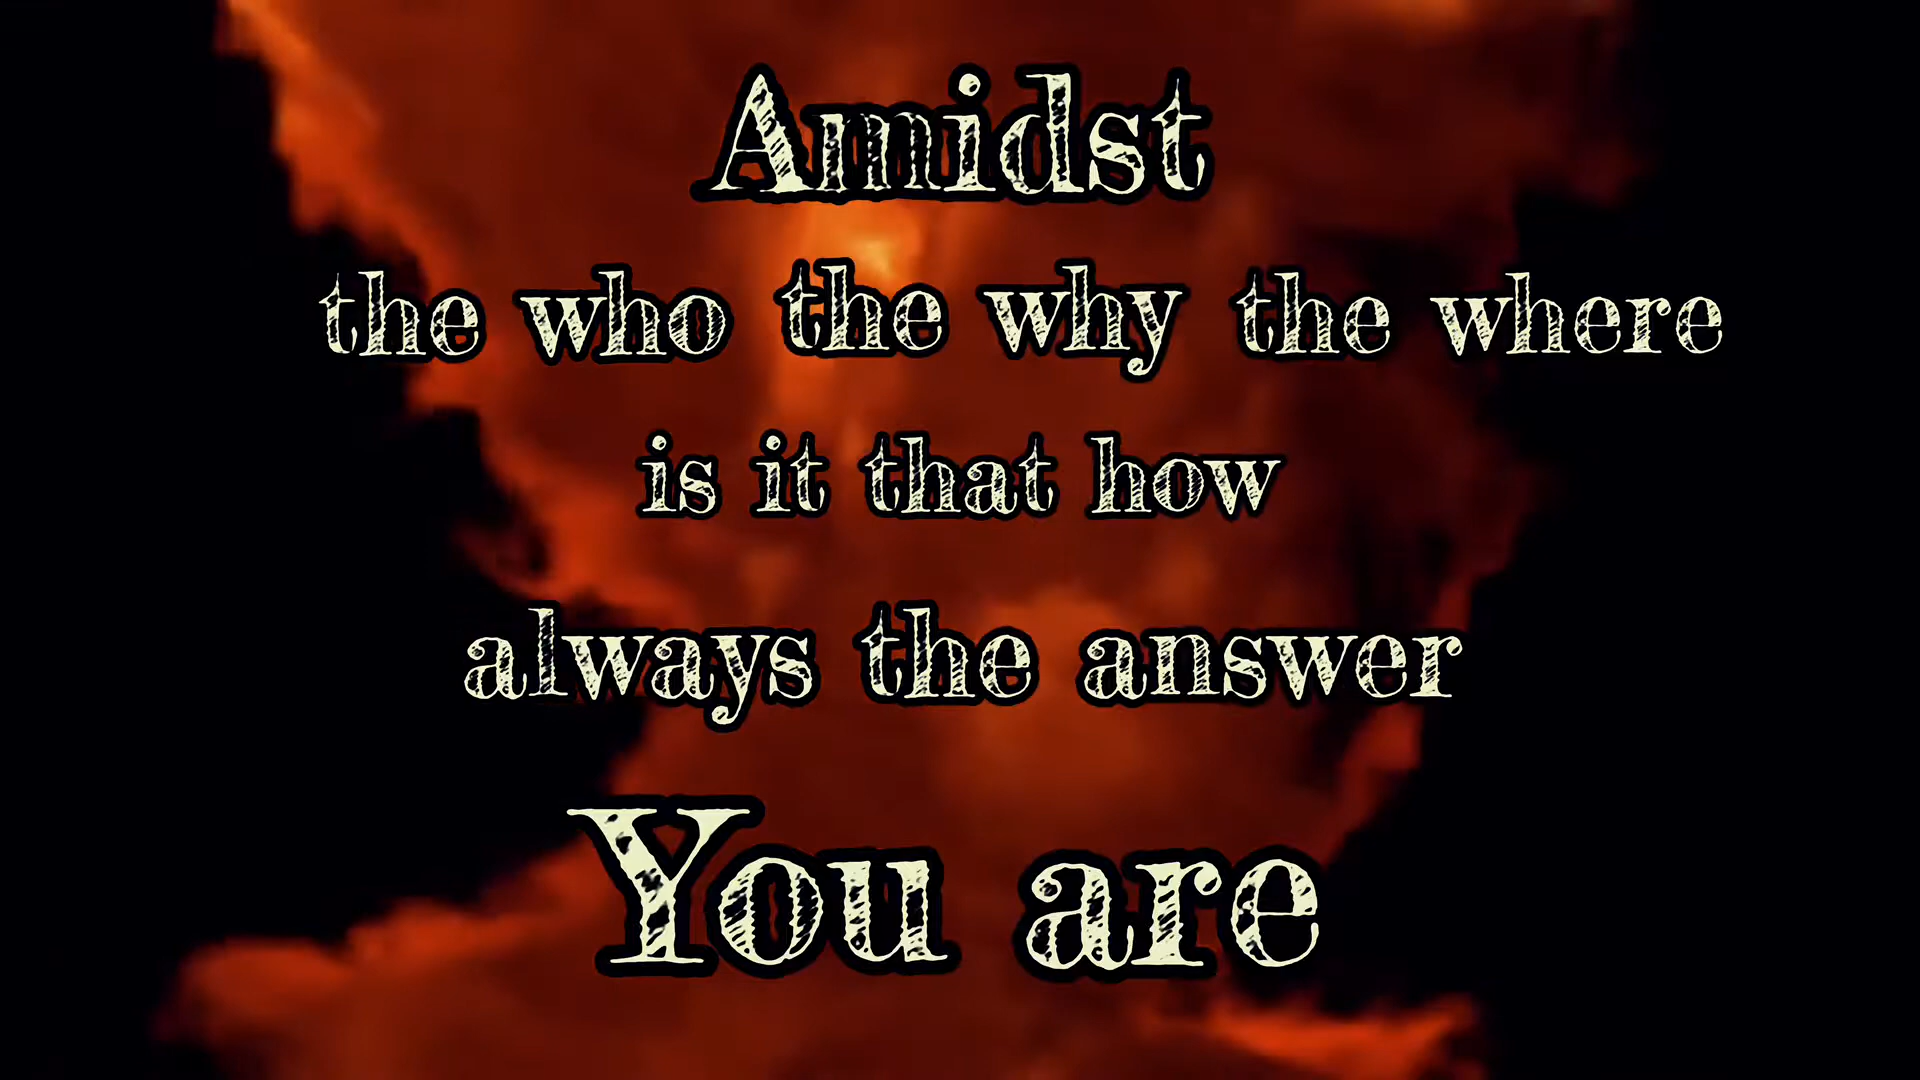 Amidst
the who the why the where
is it that how
always the answer
You are